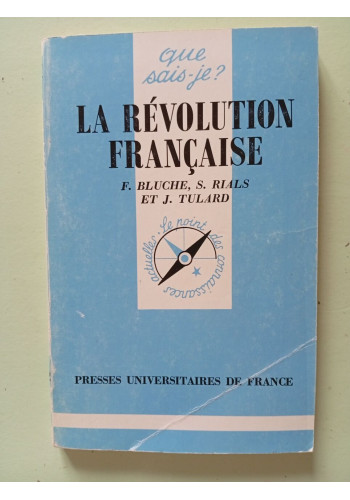 que
sais-je?
LA RÉVOLUTION
FRANÇAISE
F. BLUCHE, S. RIALS
ET J. TULARD
le point des connaissances actuelles
PRESSES UNIVERSITAIRES DE FRANCE